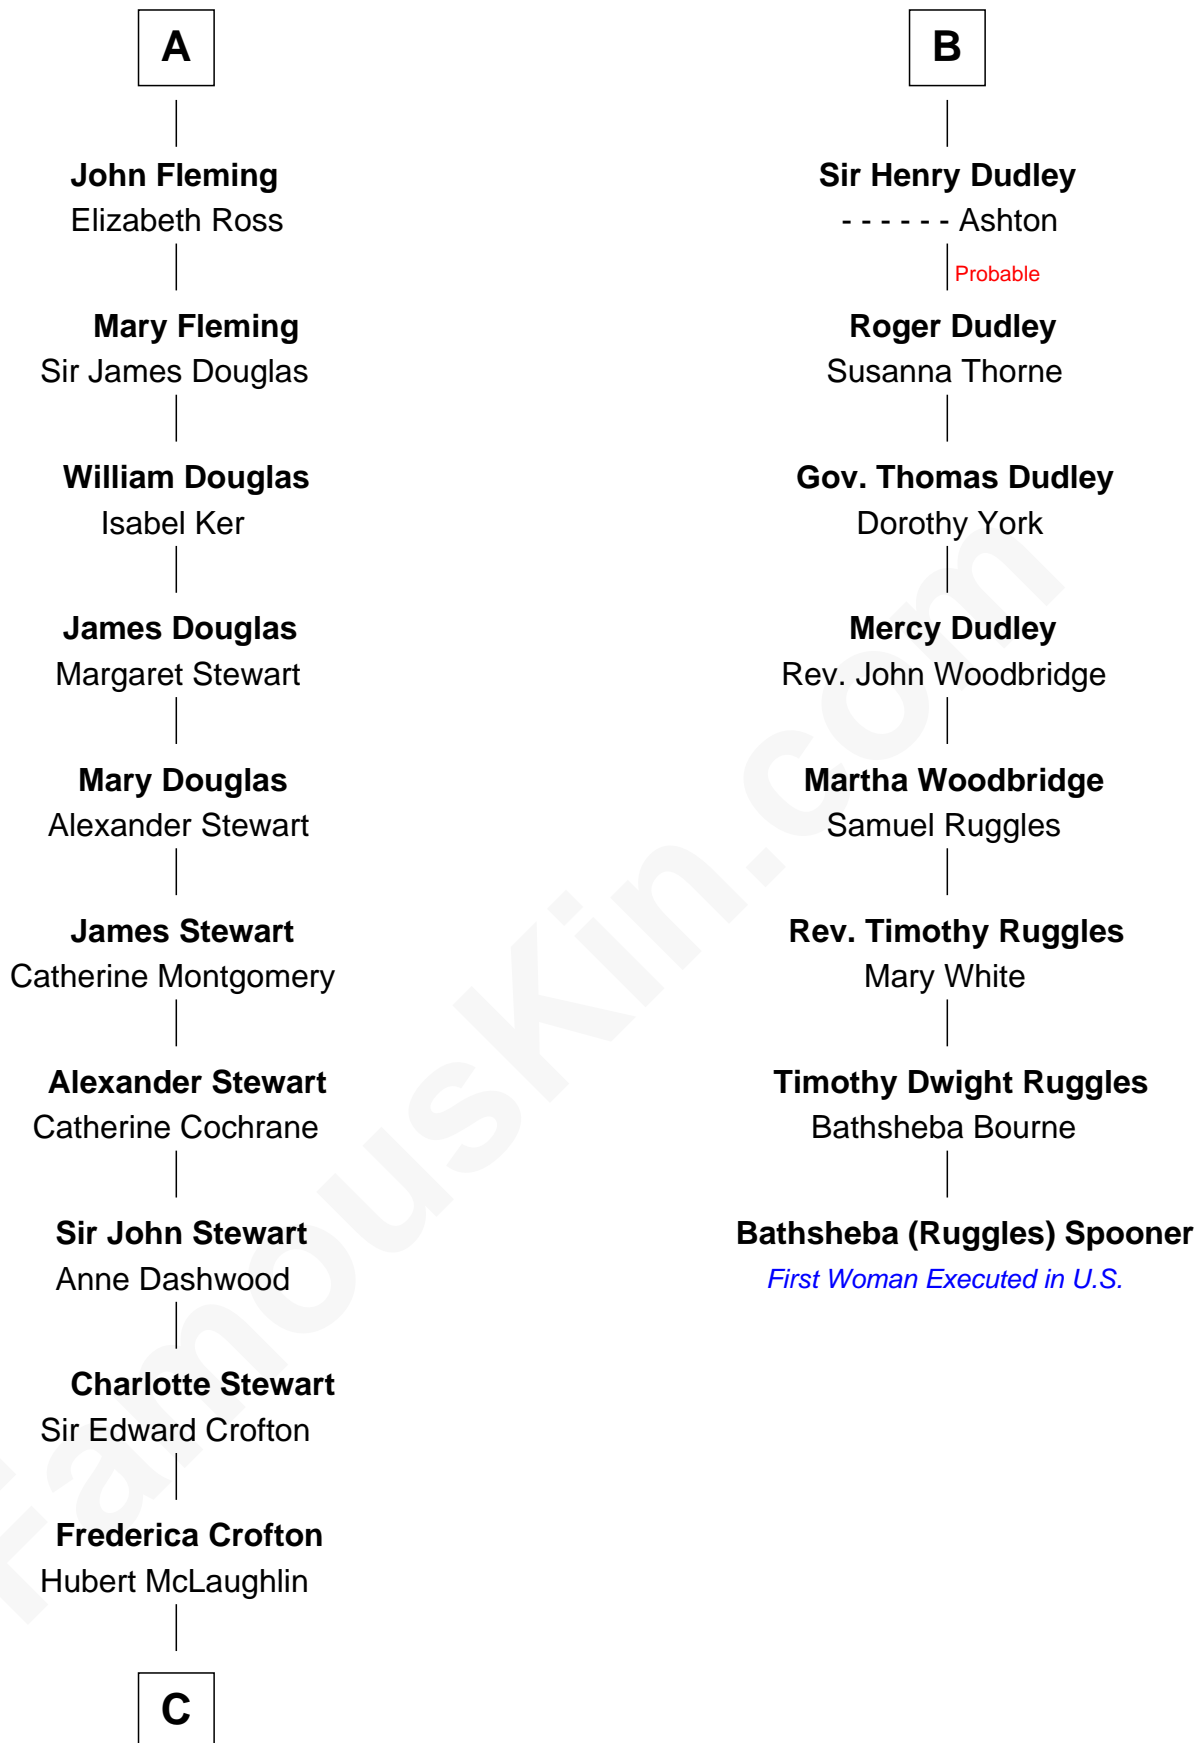 A
John Fleming
Elizabeth Ross
Mary Fleming
Sir James Douglas
William Douglas
Isabel Ker
James Douglas
Margaret Stewart
Mary Douglas
Alexander Stewart
James Stewart
Catherine Montgomery
Alexander Stewart
Catherine Cochrane
Sir John Stewart
Anne Dashwood
Charlotte Stewart
Sir Edward Crofton
Frederica Crofton
Hubert McLaughlin
C
B
Sir Henry Dudley
- - - - - - Ashton
Probable
Roger Dudley
Susanna Thorne
Gov. Thomas Dudley
Dorothy York
Mercy Dudley
Rev. John Woodbridge
Martha Woodbridge
Samuel Ruggles
Rev. Timothy Ruggles
Mary White
Timothy Dwight Ruggles
Bathsheba Bourne
Bathsheba (Ruggles) Spooner
First Woman Executed in U.S.
FamousKin.com